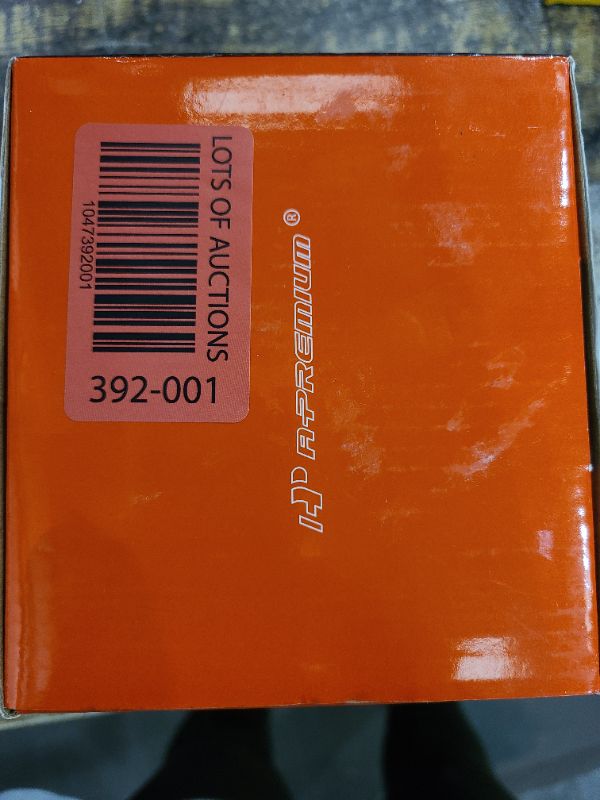 LOTS OF AUCTIONS
1047392001
392-001
A-PREMIUM®